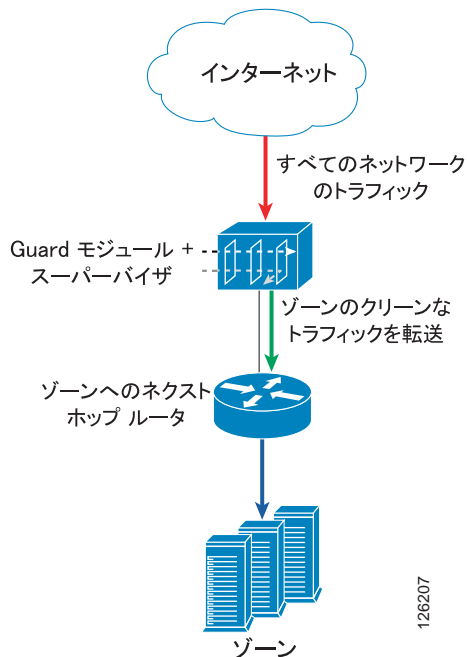 インターネット
すべてのネットワーク
のトラフィック
Guard モジュール +
スーパーバイザ
ゾーンのクリーンな
トラフィックを転送
ゾーンへのネクスト
ホップ ルータ
126207
ゾーン